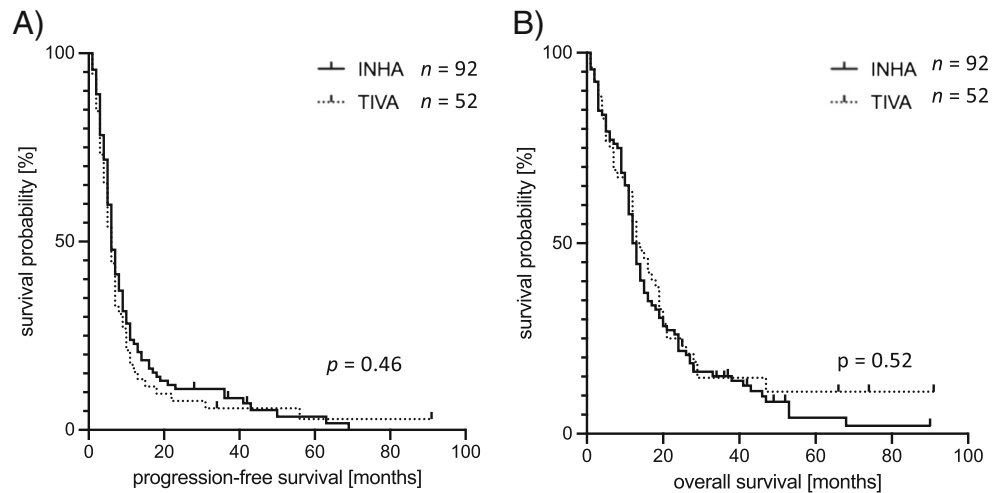 A)
survival probability [%]
100
50
0
INHA n = 92
TIVA n = 52
p = 0.46
0 20 40 60 80 100
progression-free survival [months]
B)
survival probability [%]
100
50
0
INHA n = 92
TIVA n = 52
p = 0.52
0 20 40 60 80 100
overall survival [months]